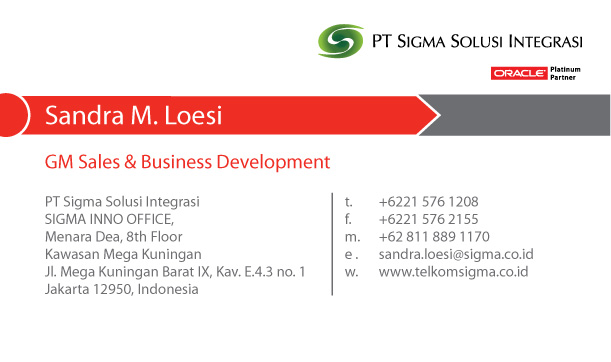 PT SIGMA SOLUSI INTEGRASI
ORACLE Platinum
Partner
Sandra M. Loesi
GM Sales & Business Development
PT Sigma Solusi Integrasi
SIGMA INNO OFFICE,
Menara Dea, 8th Floor
Kawasan Mega Kuningan
Jl. Mega Kuningan Barat IX, Kav. E.4.3 no. 1
Jakarta 12950, Indonesia
t. +6221 576 1208
f. +6221 576 2155
m. +62 811 889 1170
e . sandra.loesi@sigma.co.id
w. www.telkomsigma.co.id